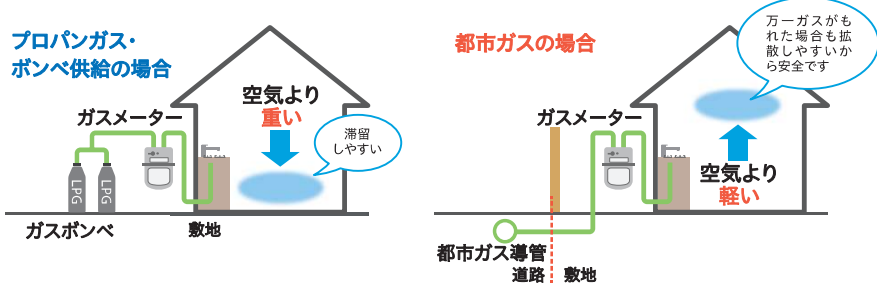 プロパンガス・
ボンベ供給の場合
ガスメーター
空気より
重い
滞留
しやすい
LPG
LPG
ガスボンベ
敷地
都市ガスの場合
万一ガスがも
れた場合も拡
散しやすいか
ら安全です
ガスメーター
空気より
軽い
都市ガス導管
道路
敷地